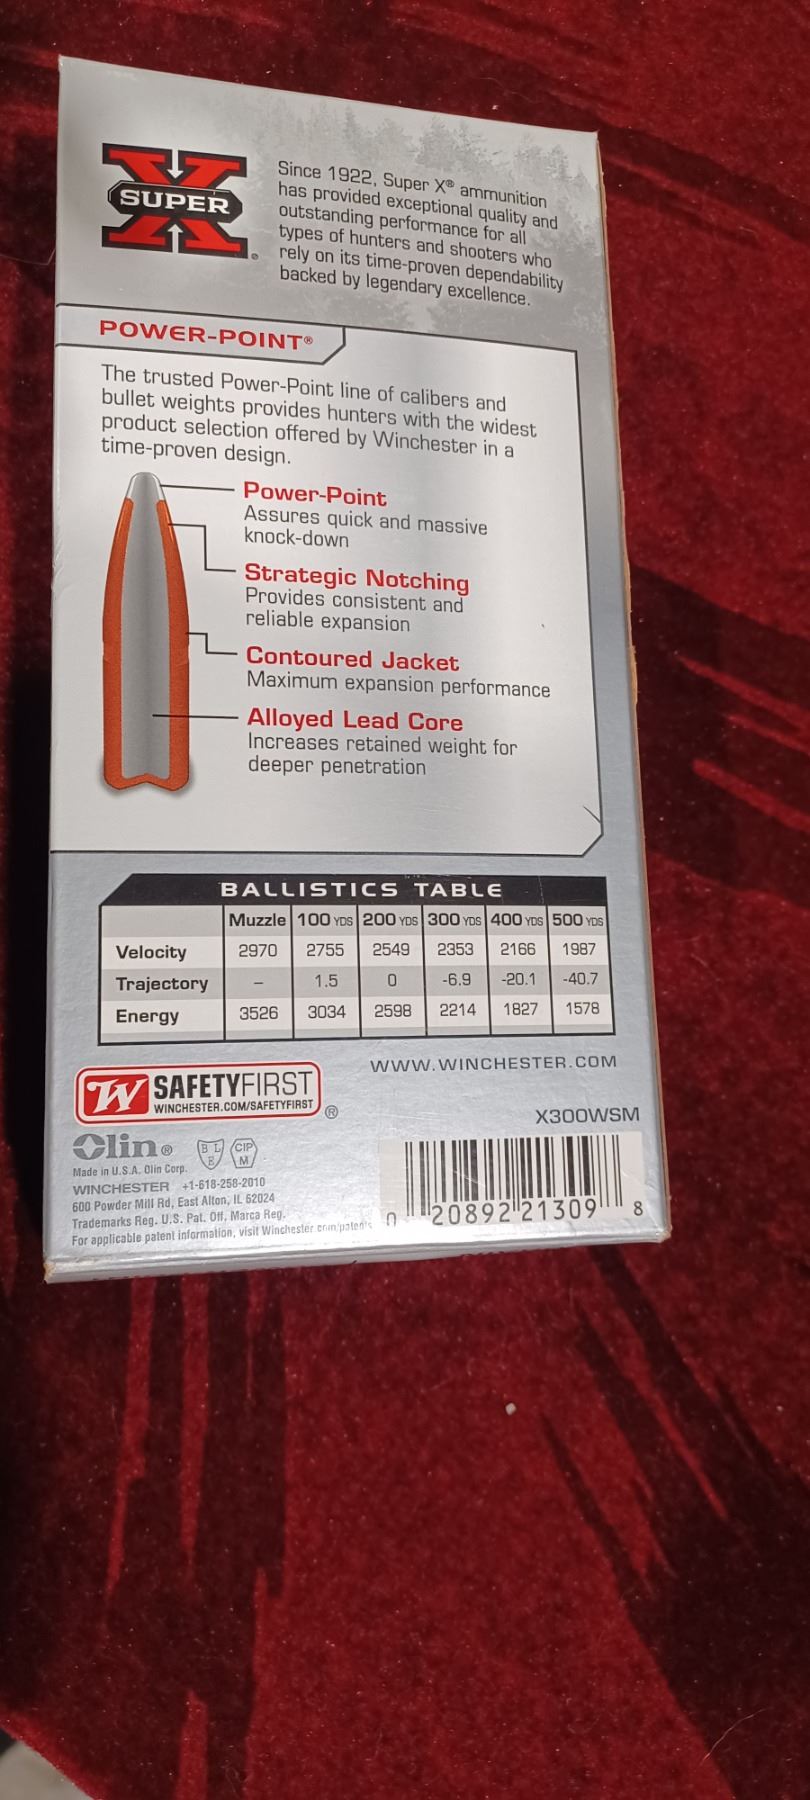 X
SUPER
®
Since 1922, Super X® ammunition
has provided exceptional quality and
outstanding performance for all
types of hunters and shooters who
rely on its time-proven dependability
backed by legendary excellence.
POWER-POINT®
The trusted Power-Point line of calibers and
bullet weights provides hunters with the widest
product selection offered by Winchester in a
time-proven design.
Power-Point
Assures quick and massive
knock-down
Strategic Notching
Provides consistent and
reliable expansion
Contoured Jacket
Maximum expansion performance
Alloyed Lead Core
Increases retained weight for
deeper penetration
BALLISTICS TABLE
Muzzle 100 YDS 200 YDS 300 YDS 400 YDS 500 YDS
Velocity 2970 2755 2549 2353 2166 1987
Trajectory – 1.5 0 -6.9 -20.1 -40.7
Energy 3526 3034 2598 2214 1827 1578
WWW.WINCHESTER.COM
W SAFETYFIRST
WINCHESTER.COM/SAFETYFIRST ®
X300WSM
Olin® B L E CIP M
Made in U.S.A. Olin Corp.
WINCHESTER +1-618-258-2010
600 Powder Mill Rd, East Alton, IL 62024
Trademarks Reg. U.S. Pat. Off, Marca Reg.
For applicable patent information, visit Winchester.com/patents
0 20892 21309 8